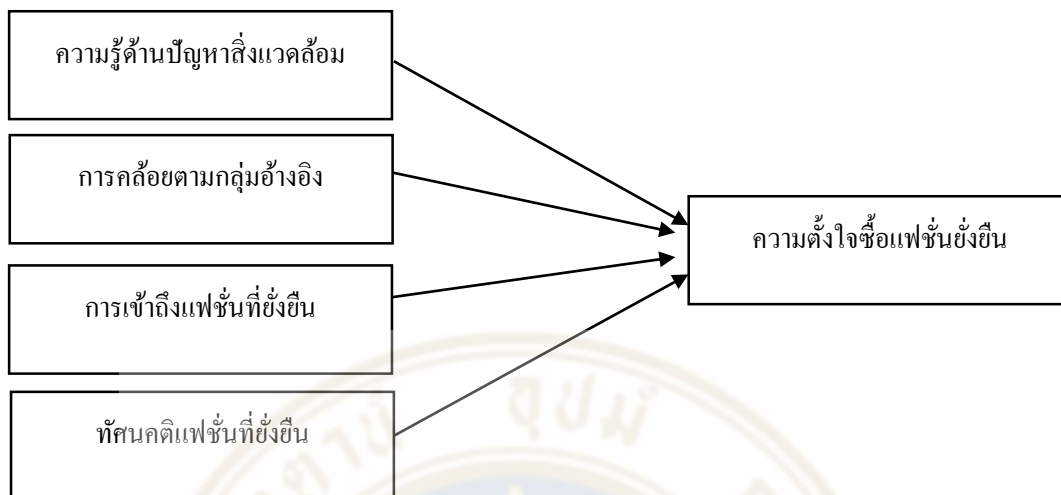 ความรู้ด้านปัญหาสิ่งแวดล้อม
การคล้อยตามกลุ่มอ้างอิง
ความตั้งใจซื้อแฟชั่นยั่งยืน
การเข้าถึงแฟชั่นที่ยั่งยืน
ทัศนคติแฟชั่นที่ยั่งยืน